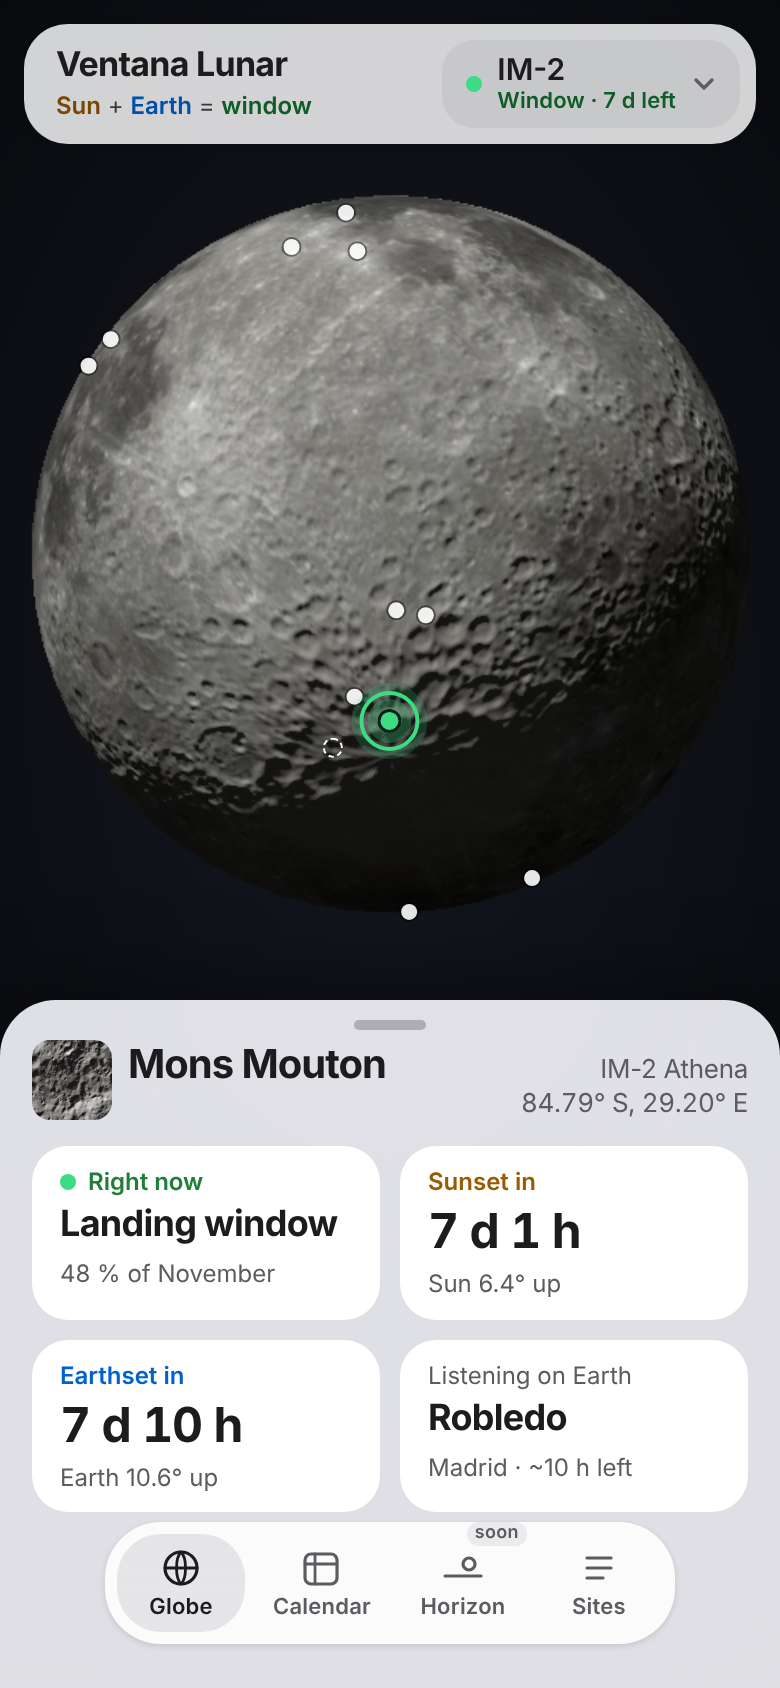 Ventana Lunar
Sun + Earth = window
IM-2
Window · 7 d left
Mons Mouton
IM-2 Athena
84.79° S, 29.20° E
Right now
Landing window
48 % of November
Sunset in
7 d 1 h
Sun 6.4° up
Earthset in
7 d 10 h
Earth 10.6° up
Listening on Earth
Robledo
Madrid · ~10 h left
soon
Globe
Calendar
Horizon
Sites